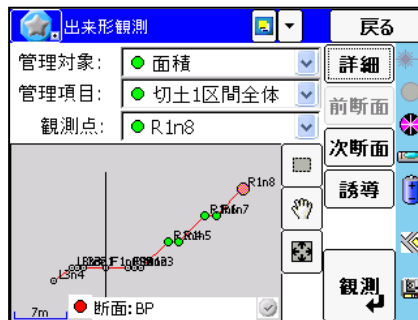 出来形観測
戻る
管理対象:
面積
詳細
管理項目:
切土1区間全体
前断面
観測点:
R1n8
次断面
R1n8
誘導
L3n4
7m
断面:BP
観測